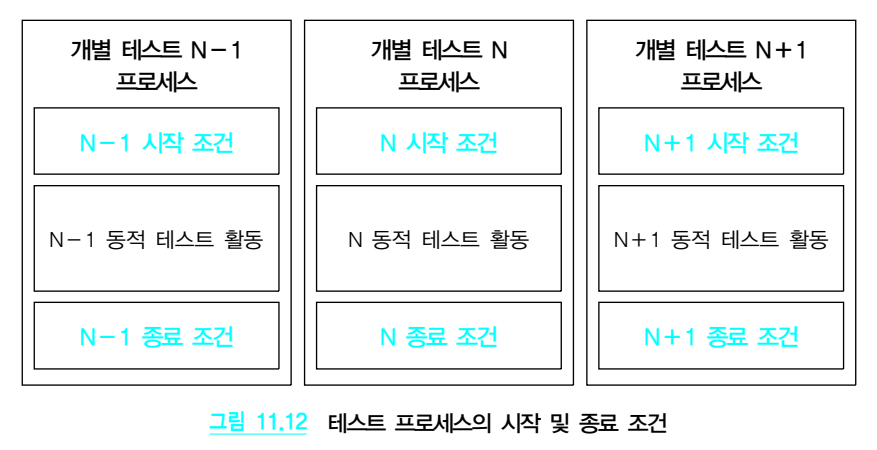 개별 테스트 N-1
프로세스
N-1 시작 조건
N-1 동적 테스트 활동
N-1 종료 조건
개별 테스트 N
프로세스
N 시작 조건
N 동적 테스트 활동
N 종료 조건
개별 테스트 N+1
프로세스
N+1 시작 조건
N+1 동적 테스트 활동
N+1 종료 조건
그림 11.12 테스트 프로세스의 시작 및 종료 조건